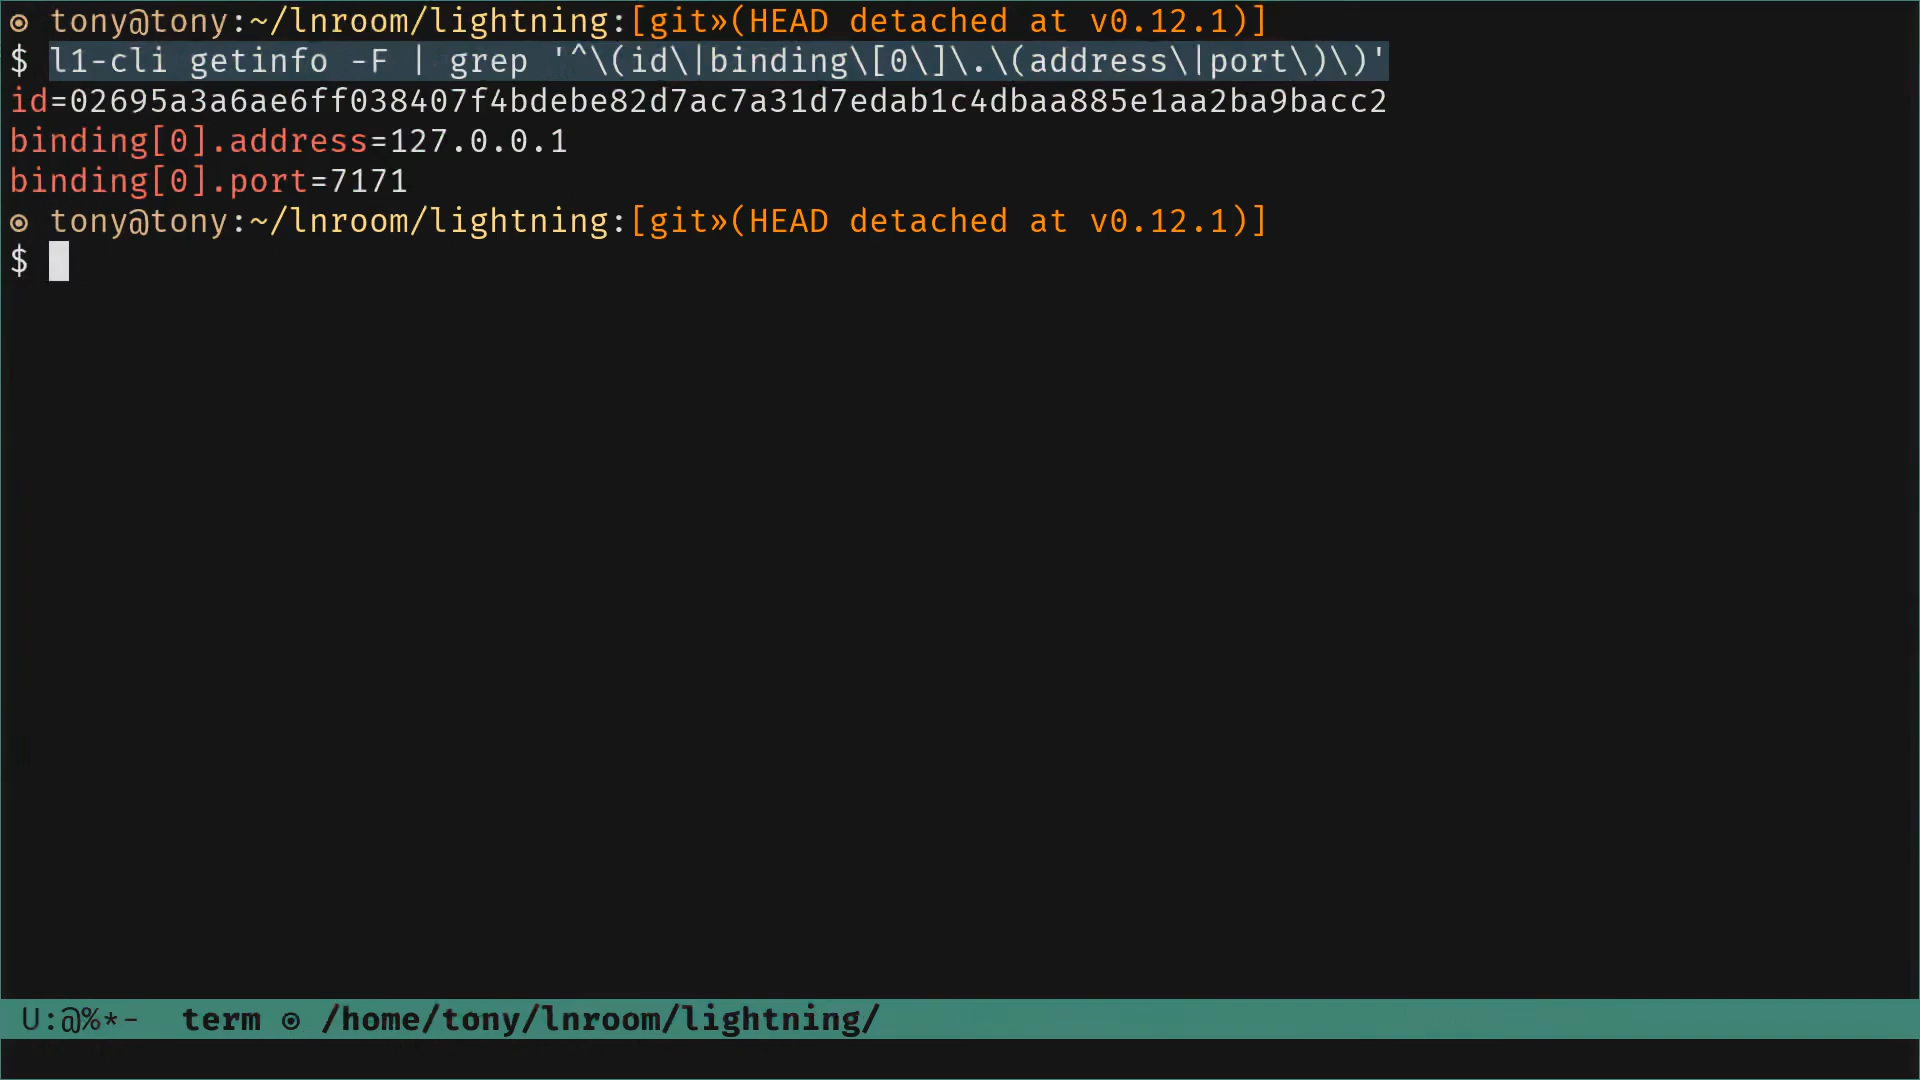 ⊙ tony@tony:~/lnroom/lightning:[git»(HEAD detached at v0.12.1)]
$ l1-cli getinfo -F | grep '^\(id\|binding\[0\]\.\(address\|port\)\)'
id=02695a3a6ae6ff038407f4bdebe82d7ac7a31d7edab1c4dbaa885e1aa2ba9bacc2
binding[0].address=127.0.0.1
binding[0].port=7171
⊙ tony@tony:~/lnroom/lightning:[git»(HEAD detached at v0.12.1)]
$
U:@%*-  term ⊙ /home/tony/lnroom/lightning/